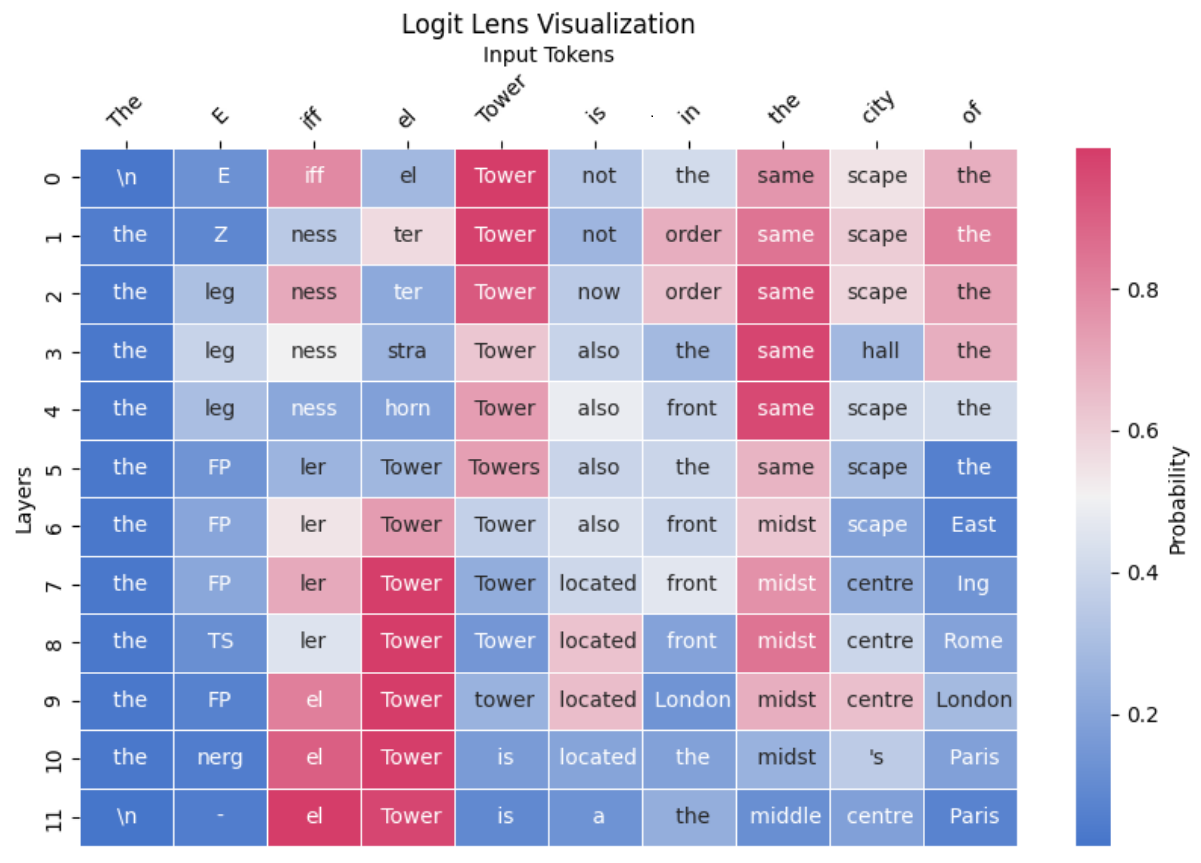 Logit Lens Visualization
Input Tokens
The E iff el Tower is in the city of
0 \n E iff el Tower not the same scape the
1 the Z ness ter Tower not order same scape the
2 the leg ness ter Tower now order same scape the
3 the leg ness stra Tower also the same hall the
4 the leg ness horn Tower also front same scape the
5 the FP ler Tower Towers also the same scape the
6 the FP ler Tower Tower also front midst scape East
7 the FP ler Tower Tower located front midst centre Ing
8 the TS ler Tower Tower located front midst centre Rome
9 the FP el Tower tower located London midst centre London
10 the nerg el Tower is located the midst 's Paris
11 \n - el Tower is a the middle centre Paris
Layers
0.8
0.6
0.4
0.2
Probability